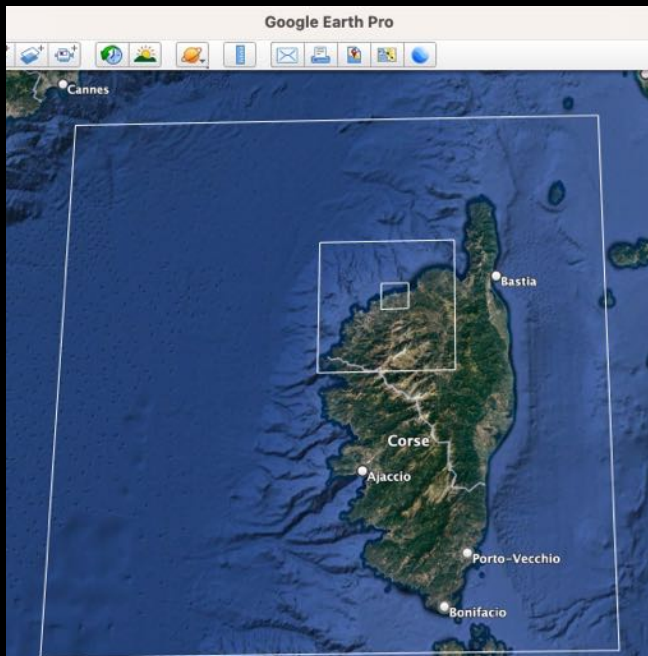 Google Earth Pro
Cannes
Bastia
Corse
Ajaccio
Porto-Vecchio
Bonifacio